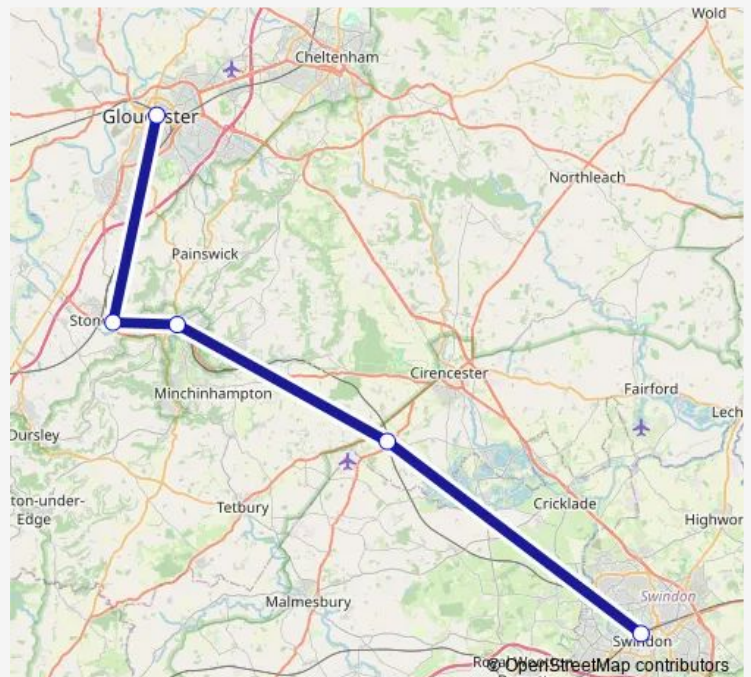 Wold
Cheltenham
Gloucester
Northleach
Painswick
Ston
Cirencester
Minchinhampton
Fairford
Lech
Dursley
ton-under-
Edge
Tetbury
Cricklade
Highwor
Swindon
Malmesbury
Swindon
© OpenStreetMap contributors